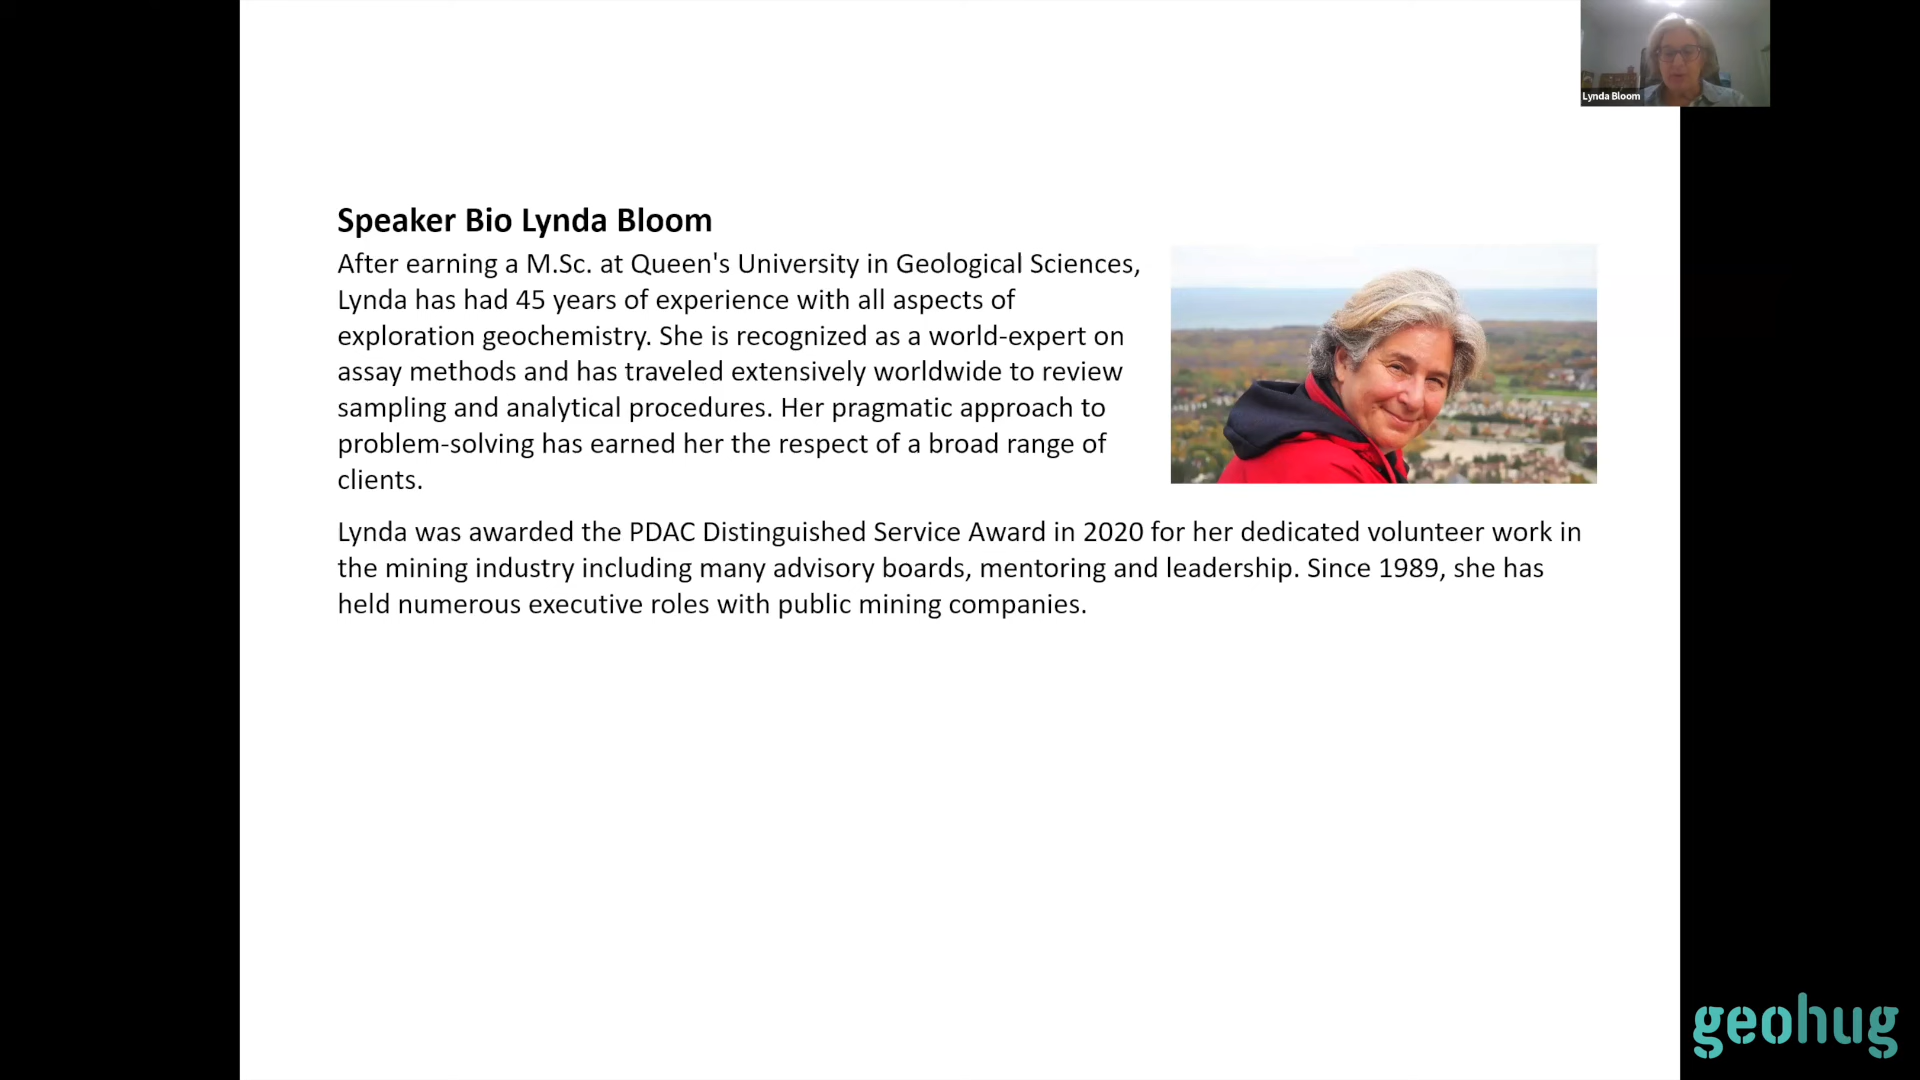 Lynda Bloom
Speaker Bio Lynda Bloom
After earning a M.Sc. at Queen's University in Geological Sciences,
Lynda has had 45 years of experience with all aspects of
exploration geochemistry. She is recognized as a world-expert on
assay methods and has traveled extensively worldwide to review
sampling and analytical procedures. Her pragmatic approach to
problem-solving has earned her the respect of a broad range of
clients.
Lynda was awarded the PDAC Distinguished Service Award in 2020 for her dedicated volunteer work in
the mining industry including many advisory boards, mentoring and leadership. Since 1989, she has
held numerous executive roles with public mining companies.
geohug